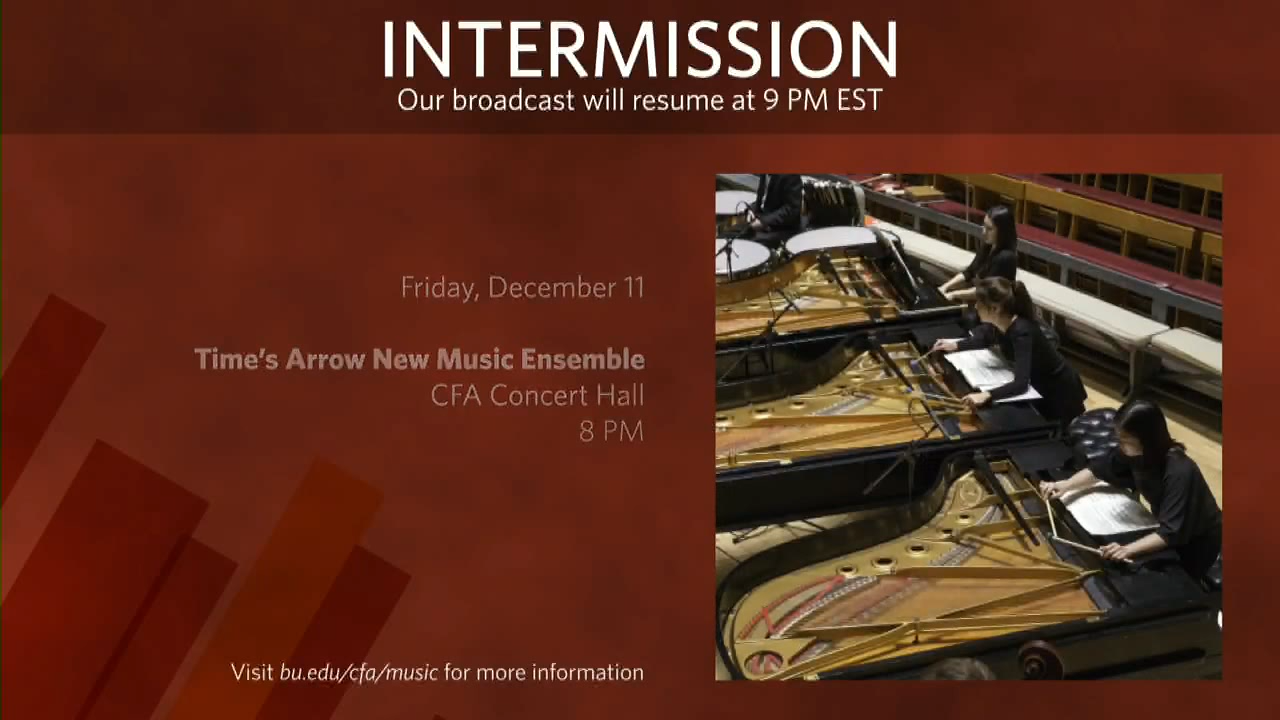 INTERMISSION
Our broadcast will resume at 9 PM EST
Friday, December 11
Time's Arrow New Music Ensemble
CFA Concert Hall
8 PM
Visit bu.edu/cfa/music for more information